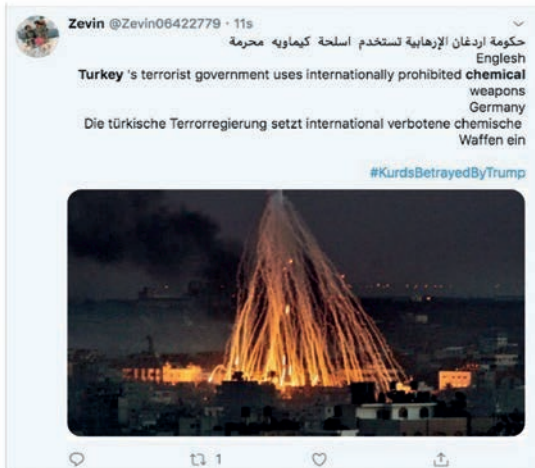 Zevin @Zevin06422779 · 11s
حكومة اردغان الإرهابية تستخدم اسلحة كيماويه محرمة
Englesh
Turkey 's terrorist government uses internationally prohibited chemical
weapons
Germany
Die türkische Terrorregierung setzt international verbotene chemische
Waffen ein
#KurdsBetrayedByTrump
1